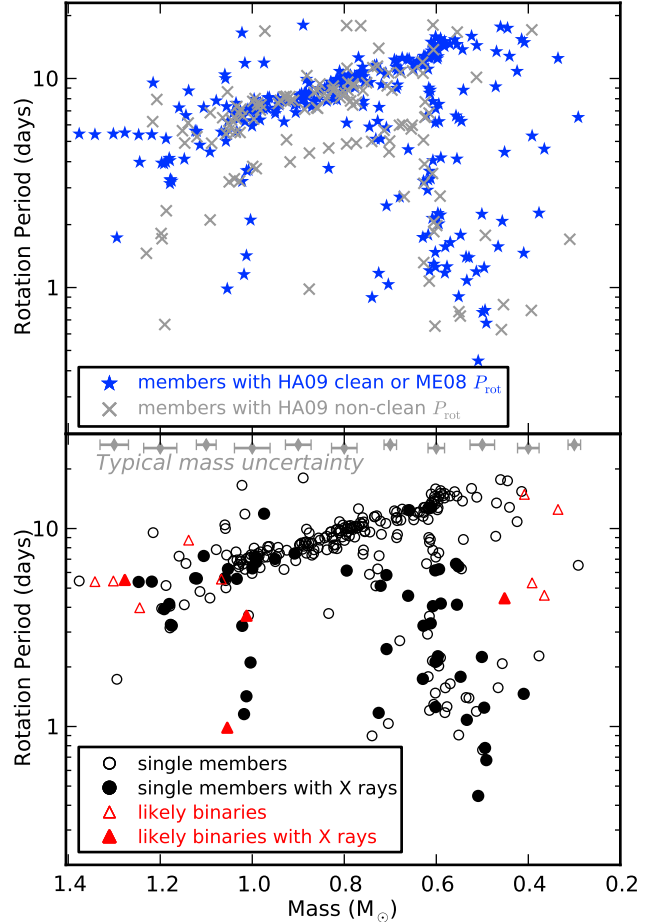 Rotation Period (days)
10
1
members with HA09 clean or ME08 Prot
members with HA09 non-clean Prot
Typical mass uncertainty
Rotation Period (days)
10
1
single members
single members with X rays
likely binaries
likely binaries with X rays
1.4 1.2 1.0 0.8 0.6 0.4 0.2
Mass (M☉)